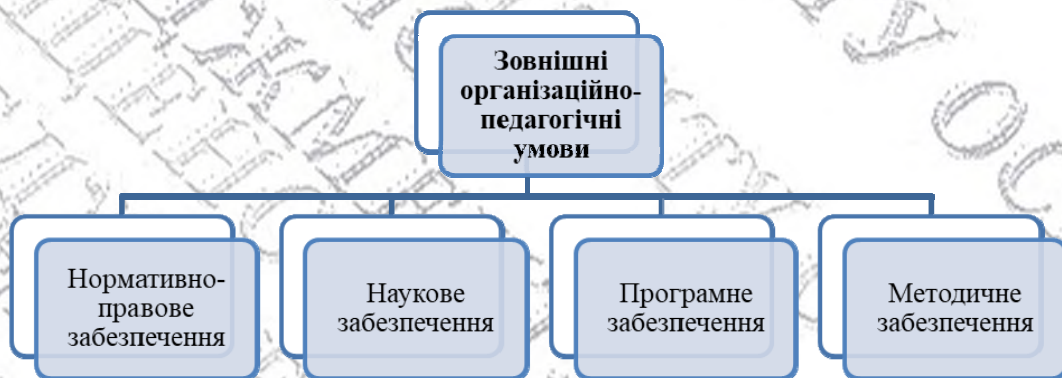 Зовнішні
організаційно-
педагогічні
умови
Нормативно-
правове
забезпечення
Наукове
забезпечення
Програмне
забезпечення
Методичне
забезпечення